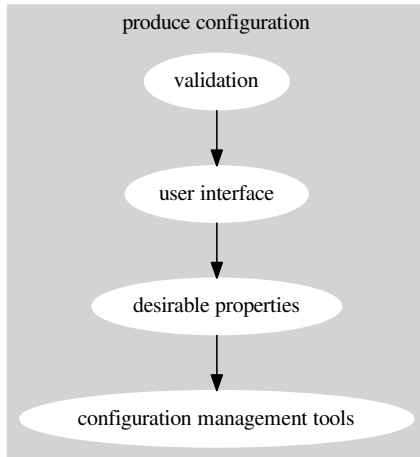 produce configuration
validation
user interface
desirable properties
configuration management tools